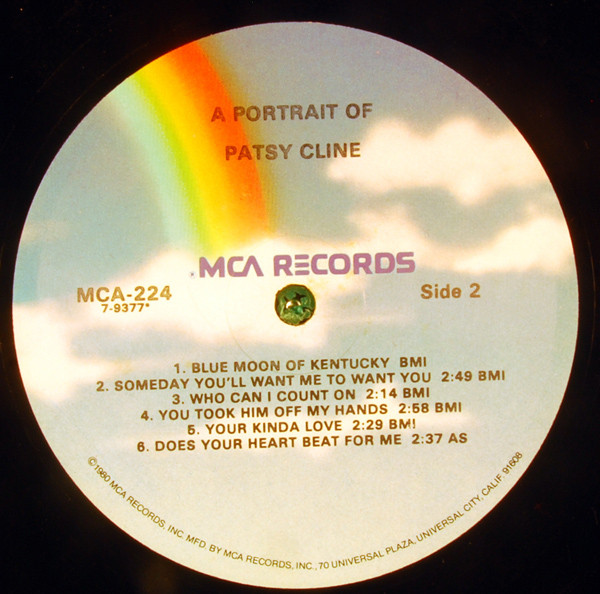 A PORTRAIT OF
PATSY CLINE
MCA RECORDS
MCA-224
7-9377*
Side 2
1. BLUE MOON OF KENTUCKY BMI
2. SOMEDAY YOU'LL WANT ME TO WANT YOU 2:49 BMI
3. WHO CAN I COUNT ON 2:14 BMI
4. YOU TOOK HIM OFF MY HANDS 2:58 BMI
5. YOUR KINDA LOVE 2:29 BMI
6. DOES YOUR HEART BEAT FOR ME 2:37 AS
©1980 MCA RECORDS, INC. MFD. BY MCA RECORDS, INC., 70 UNIVERSAL PLAZA, UNIVERSAL CITY, CALIF. 91608